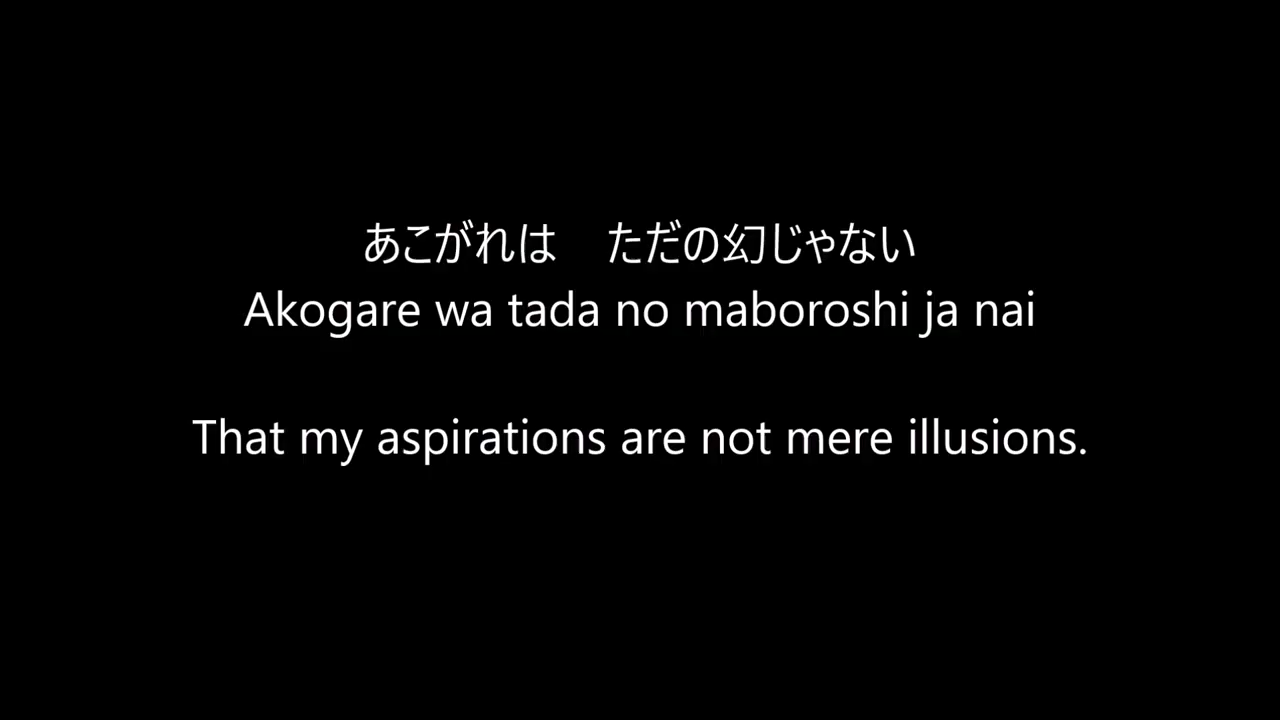 あこがれは　ただの幻じゃない
Akogare wa tada no maboroshi ja nai
That my aspirations are not mere illusions.